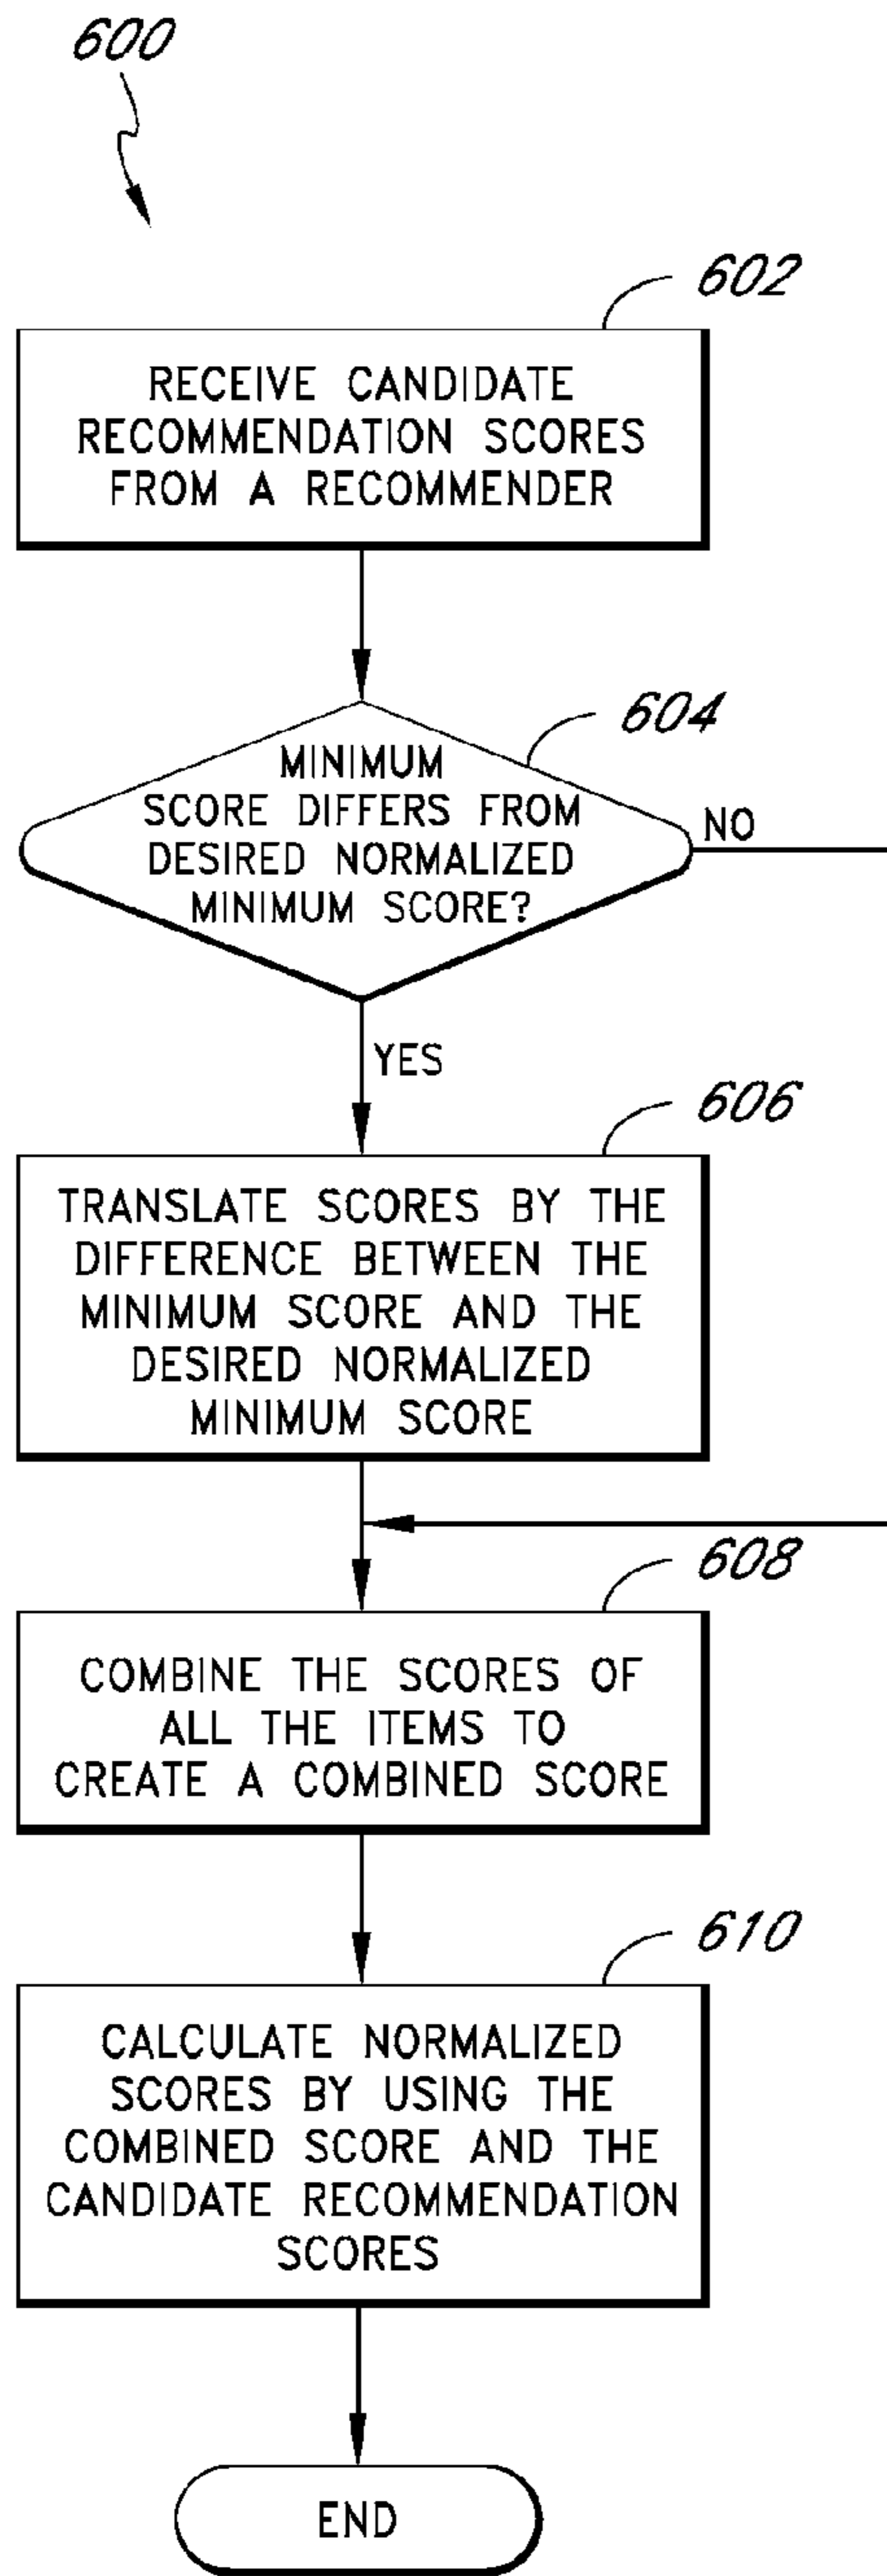 600
602
RECEIVE CANDIDATE
RECOMMENDATION SCORES
FROM A RECOMMENDER
604
MINIMUM
SCORE DIFFERS FROM
DESIRED NORMALIZED
MINIMUM SCORE?
NO
YES
606
TRANSLATE SCORES BY THE
DIFFERENCE BETWEEN THE
MINIMUM SCORE AND THE
DESIRED NORMALIZED
MINIMUM SCORE
608
COMBINE THE SCORES OF
ALL THE ITEMS TO
CREATE A COMBINED SCORE
610
CALCULATE NORMALIZED
SCORES BY USING THE
COMBINED SCORE AND THE
CANDIDATE RECOMMENDATION
SCORES
END